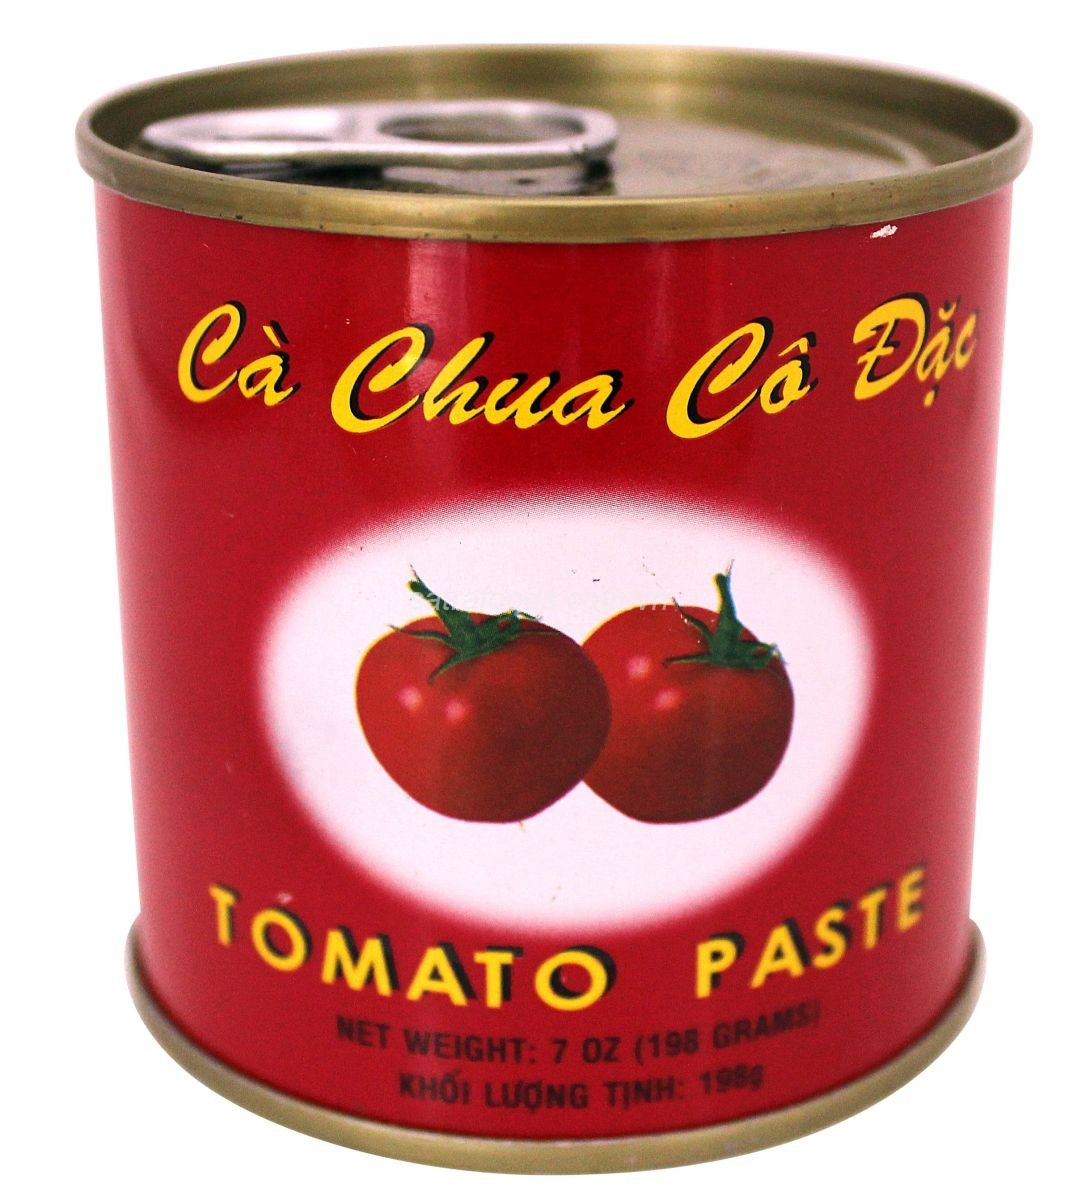 Cà Chua Cô Đặc
TOMATO PASTE
NET WEIGHT: 7 OZ (198 GRAMS)
KHỐI LƯỢNG TỊNH: 198g